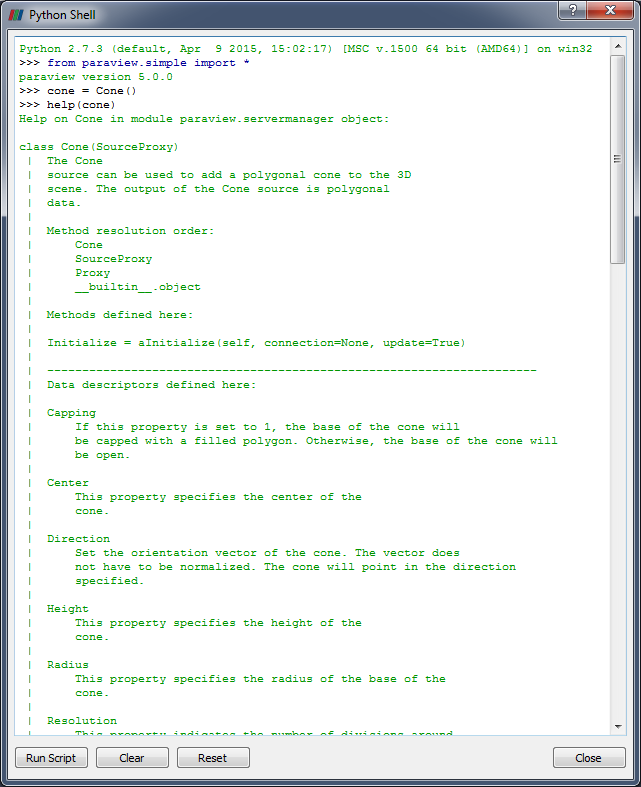 Python Shell
?
Python 2.7.3 (default, Apr  9 2015, 15:02:17) [MSC v.1500 64 bit (AMD64)] on win32
>>> from paraview.simple import *
paraview version 5.0.0
>>> cone = Cone()
>>> help(cone)
Help on Cone in module paraview.servermanager object:

class Cone(SourceProxy)
 |  The Cone
 |  source can be used to add a polygonal cone to the 3D
 |  scene. The output of the Cone source is polygonal
 |  data.
 |
 |  Method resolution order:
 |      Cone
 |      SourceProxy
 |      Proxy
 |      __builtin__.object
 |
 |  Methods defined here:
 |
 |  Initialize = aInitialize(self, connection=None, update=True)
 |
 |  ----------------------------------------------------------------------
 |  Data descriptors defined here:
 |
 |  Capping
 |      If this property is set to 1, the base of the cone will
 |      be capped with a filled polygon. Otherwise, the base of the cone will
 |      be open.
 |
 |  Center
 |      This property specifies the center of the
 |      cone.
 |
 |  Direction
 |      Set the orientation vector of the cone. The vector does
 |      not have to be normalized. The cone will point in the direction
 |      specified.
 |
 |  Height
 |      This property specifies the height of the
 |      cone.
 |
 |  Radius
 |      This property specifies the radius of the base of the
 |      cone.
 |
 |  Resolution
 |      This property indicates the number of divisions around
Run Script
Clear
Reset
Close